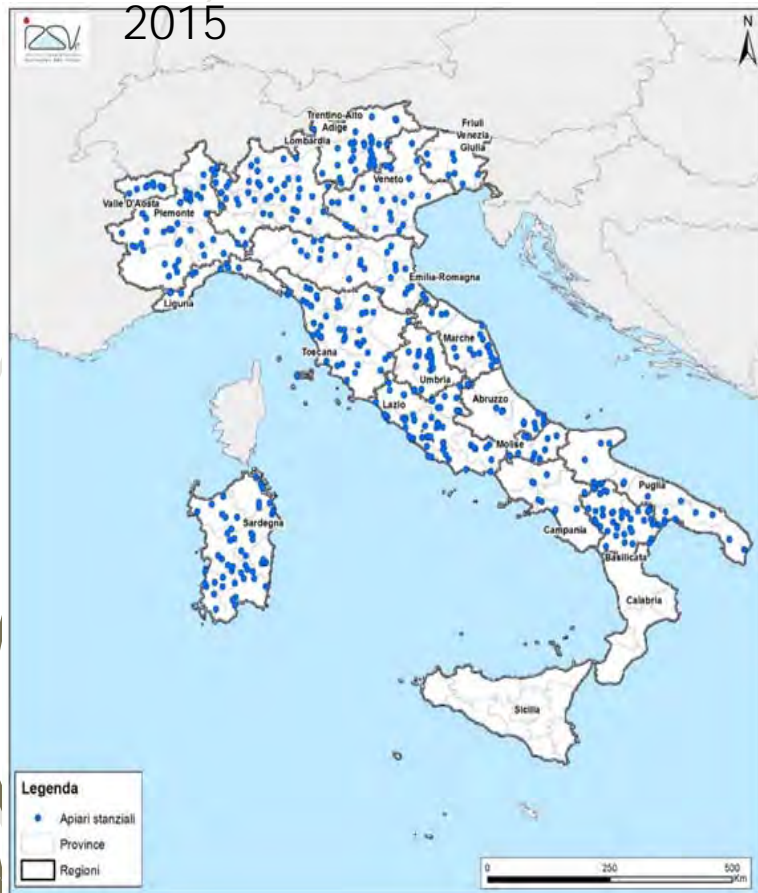 2015
N
Trentino-Alto
Adige
Friuli
Venezia
Giulia
Lombardia
Veneto
Valle D'Aosta
Piemonte
Emilia-Romagna
Liguria
Toscana
Marche
Umbria
Abruzzo
Lazio
Molise
Puglia
Sardegna
Campania
Basilicata
Calabria
Sicilia
Legenda
Apiari stanziali
Province
Regioni
0 250 500
Km